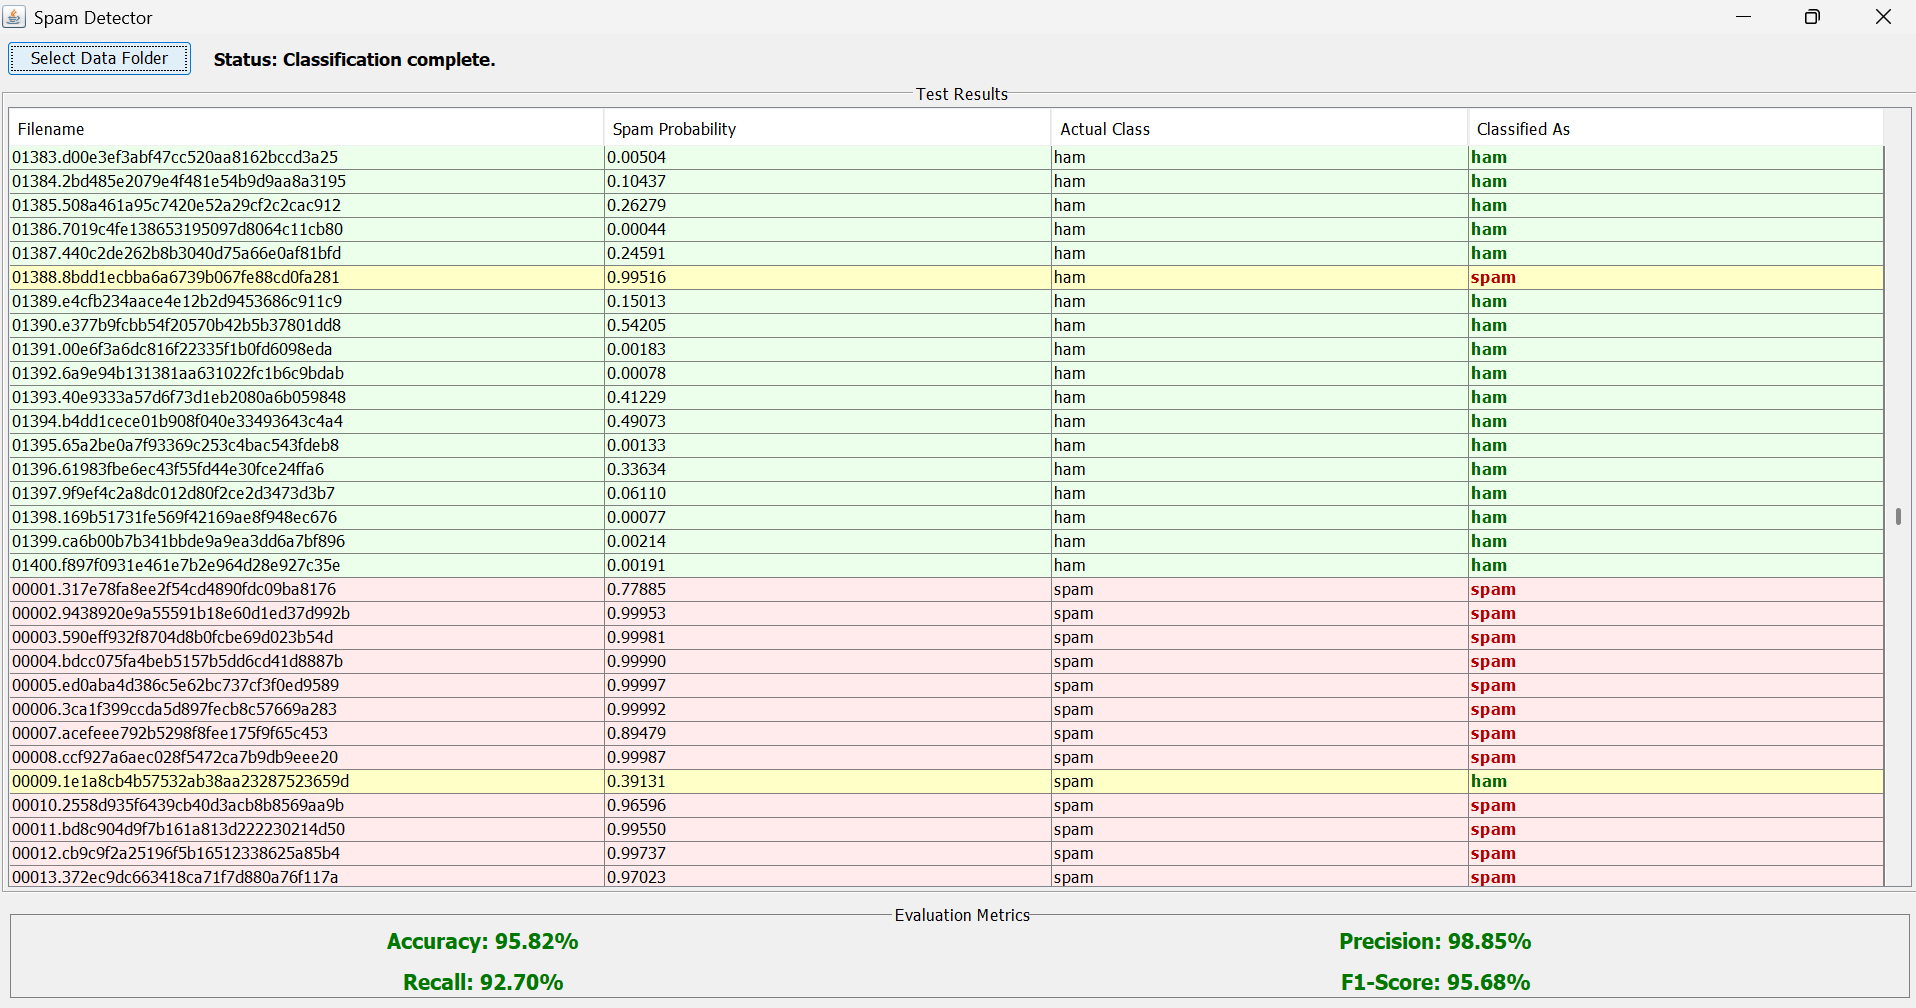 Spam Detector
Select Data Folder Status: Classification complete.
Test Results
Filename Spam Probability Actual Class Classified As
01383.d00e3ef3abf47cc520aa8162bccd3a25 0.00504 ham ham
01384.2bd485e2079e4f481e54b9d9aa8a3195 0.10437 ham ham
01385.508a461a95c7420e52a29cf2c2cac912 0.26279 ham ham
01386.7019c4fe138653195097d8064c11cb80 0.00044 ham ham
01387.440c2de262b8b3040d75a66e0af81bfd 0.24591 ham ham
01388.8bdd1ecbba6a6739b067fe88cd0fa281 0.99516 ham spam
01389.e4cfb234aace4e12b2d9453686c911c9 0.15013 ham ham
01390.e377b9fcbb54f20570b42b5b37801dd8 0.54205 ham ham
01391.00e6f3a6dc816f22335f1b0fd6098eda 0.00183 ham ham
01392.6a9e94b131381aa631022fc1b6c9bdab 0.00078 ham ham
01393.40e9333a57d6f73d1eb2080a6b059848 0.41229 ham ham
01394.b4dd1cece01b908f040e33493643c4a4 0.49073 ham ham
01395.65a2be0a7f93369c253c4bac543fdeb8 0.00133 ham ham
01396.61983fbe6ec43f55fd44e30fce24ffa6 0.33634 ham ham
01397.9f9ef4c2a8dc012d80f2ce2d3473d3b7 0.06110 ham ham
01398.169b51731fe569f42169ae8f948ec676 0.00077 ham ham
01399.ca6b00b7b341bbde9a9ea3dd6a7bf896 0.00214 ham ham
01400.f897f0931e461e7b2e964d28e927c35e 0.00191 ham ham
00001.317e78fa8ee2f54cd4890fdc09ba8176 0.77885 spam spam
00002.9438920e9a55591b18e60d1ed37d992b 0.99953 spam spam
00003.590eff932f8704d8b0fcbe69d023b54d 0.99981 spam spam
00004.bdcc075fa4beb5157b5dd6cd41d8887b 0.99990 spam spam
00005.ed0aba4d386c5e62bc737cf3f0ed9589 0.99997 spam spam
00006.3ca1f399ccda5d897fecb8c57669a283 0.99992 spam spam
00007.acefeee792b5298f8fee175f9f65c453 0.89479 spam spam
00008.ccf927a6aec028f5472ca7b9db9eee20 0.99987 spam spam
00009.1e1a8cb4b57532ab38aa23287523659d 0.39131 spam ham
00010.2558d935f6439cb40d3acb8b8569aa9b 0.96596 spam spam
00011.bd8c904d9f7b161a813d222230214d50 0.99550 spam spam
00012.cb9c9f2a25196f5b16512338625a85b4 0.99737 spam spam
00013.372ec9dc663418ca71f7d880a76f117a 0.97023 spam spam
Evaluation Metrics
Accuracy: 95.82% Precision: 98.85%
Recall: 92.70% F1-Score: 95.68%